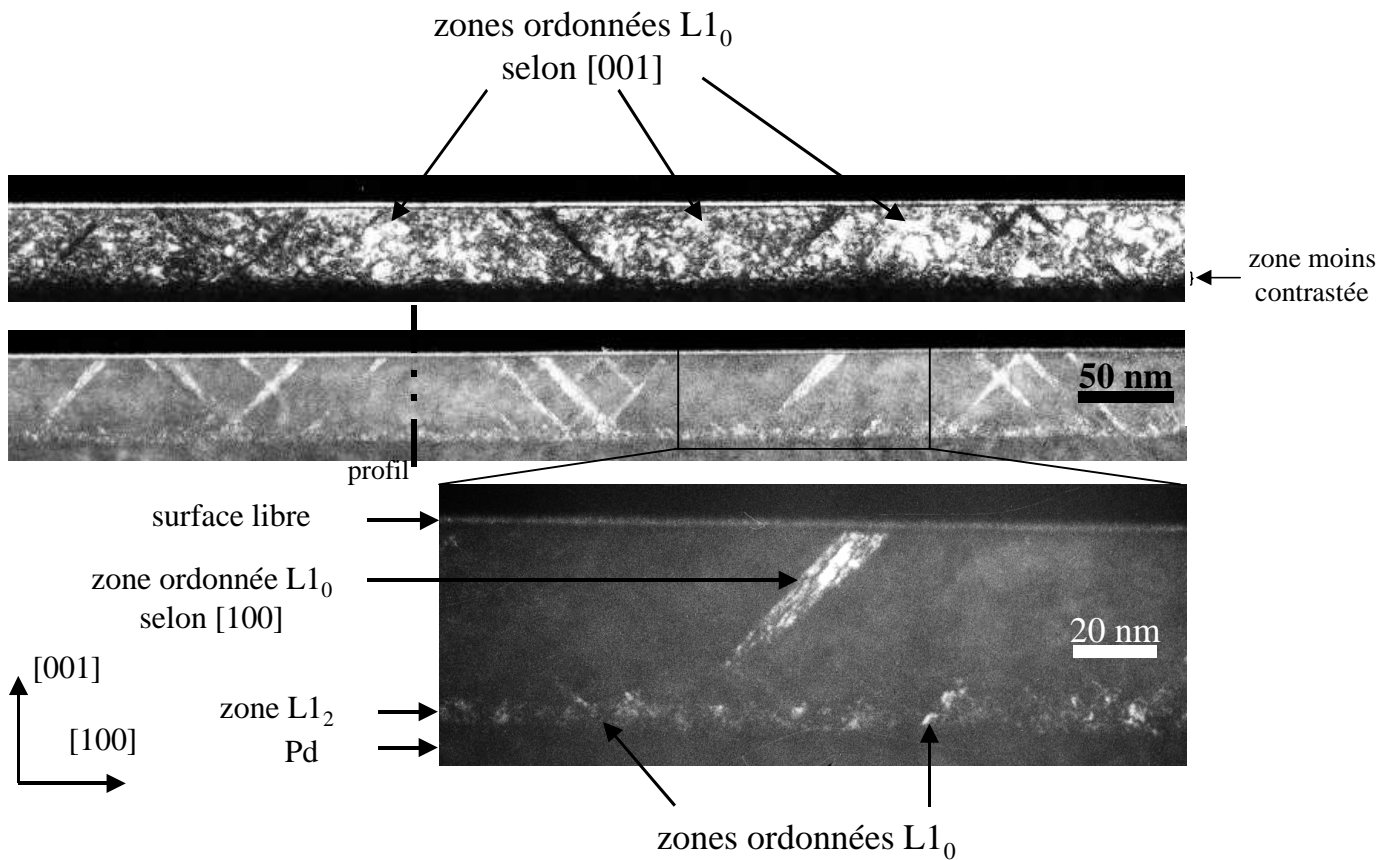 zones ordonnées L1₀
selon [001]
zone moins
contrastée
50 nm
profil
surface libre
zone ordonnée L1₀
selon [100]
20 nm
[001]
zone L1₂
[100]
Pd
zones ordonnées L1₀